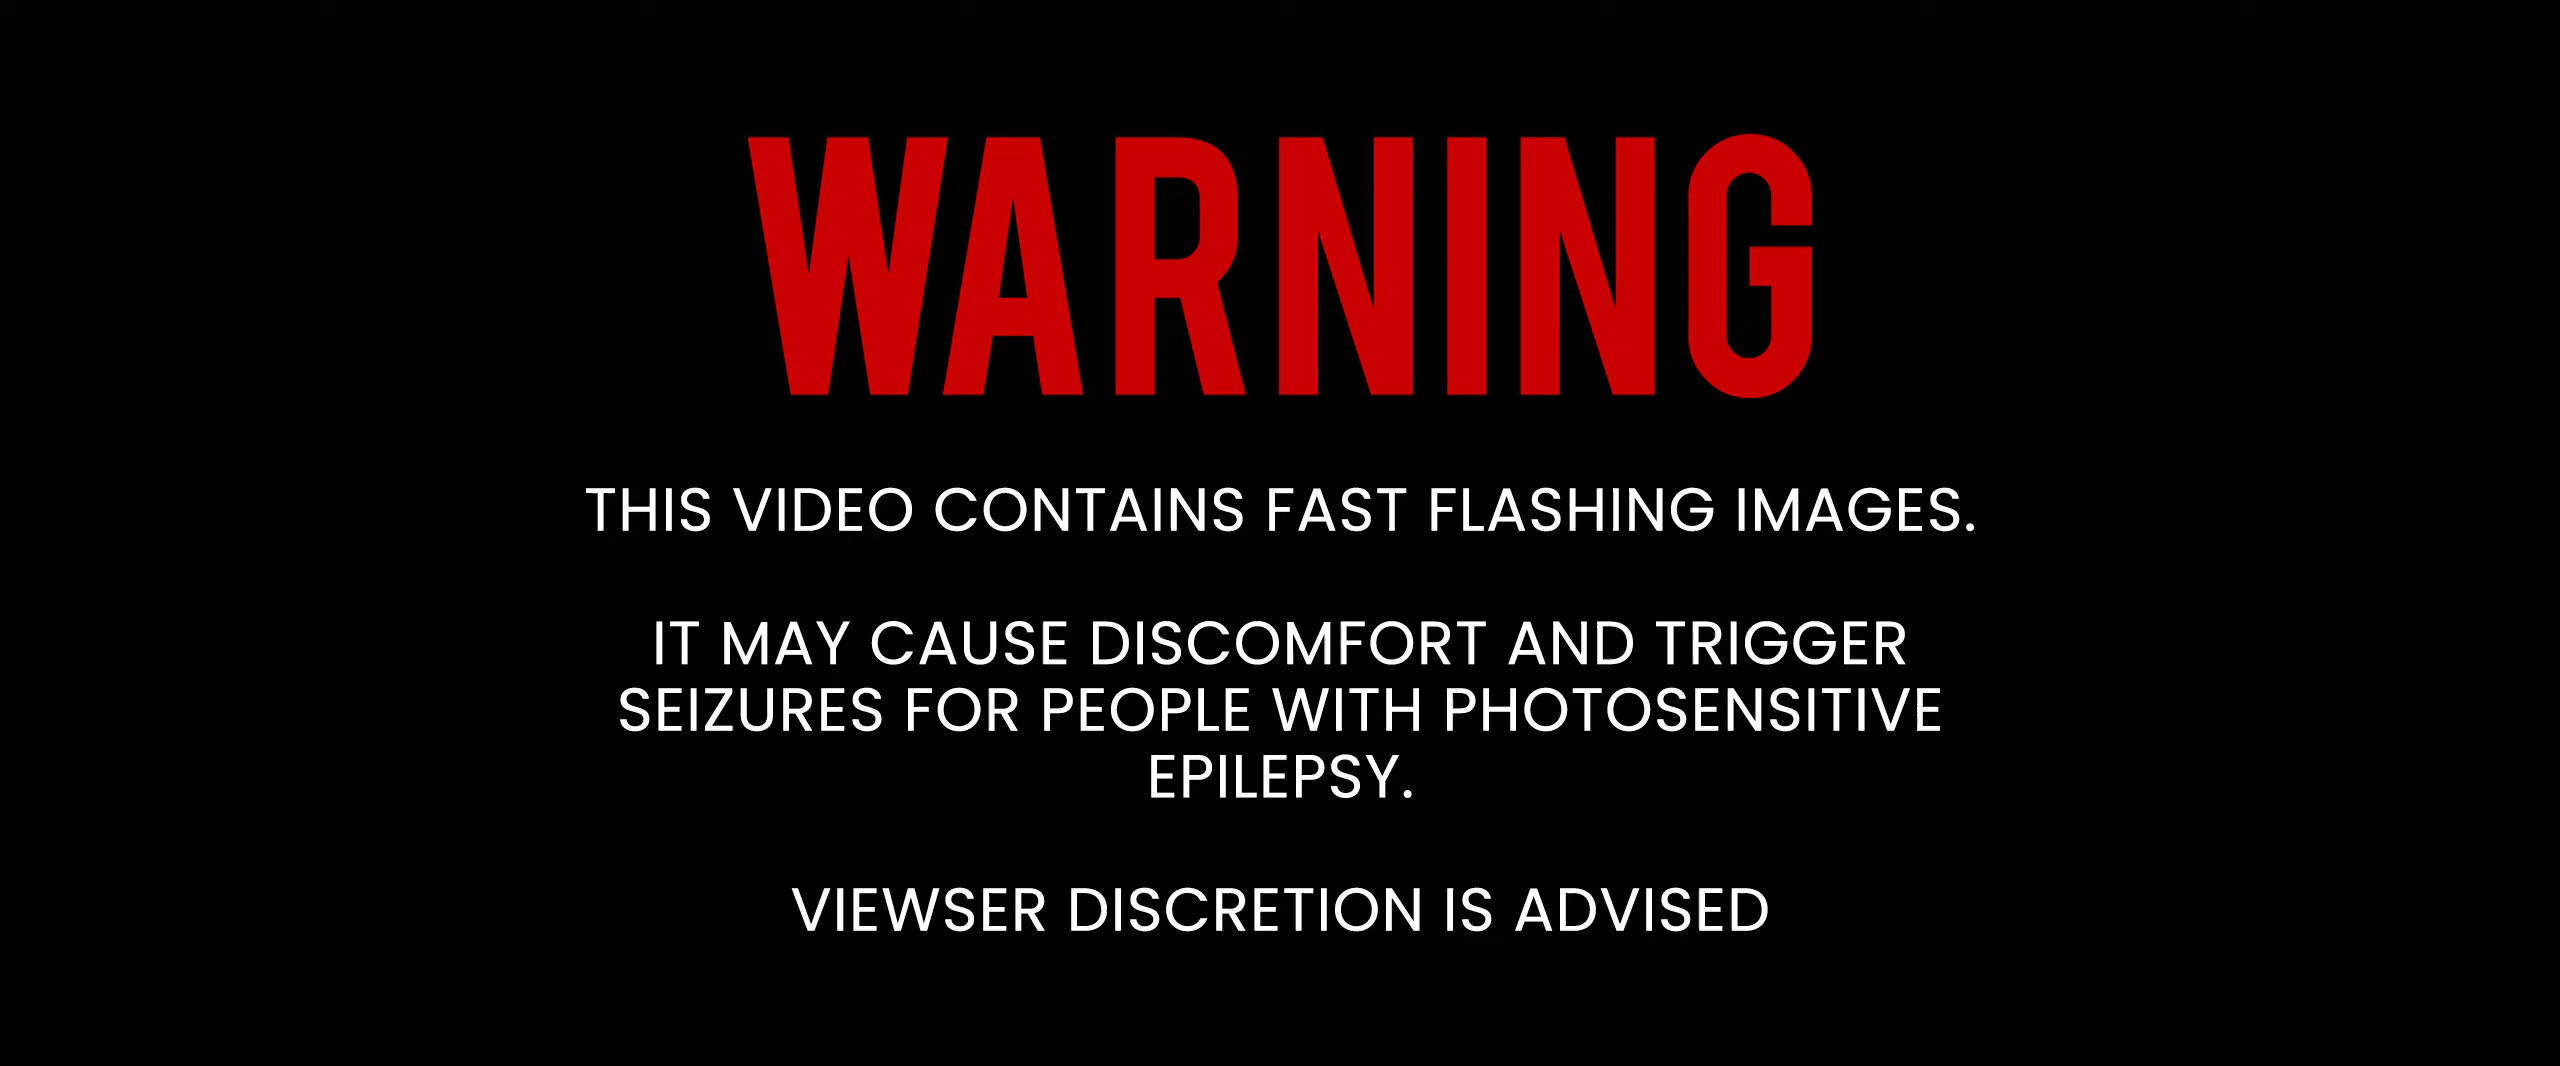 WARNING
THIS VIDEO CONTAINS FAST FLASHING IMAGES.
IT MAY CAUSE DISCOMFORT AND TRIGGER
SEIZURES FOR PEOPLE WITH PHOTOSENSITIVE
EPILEPSY.
VIEWSER DISCRETION IS ADVISED